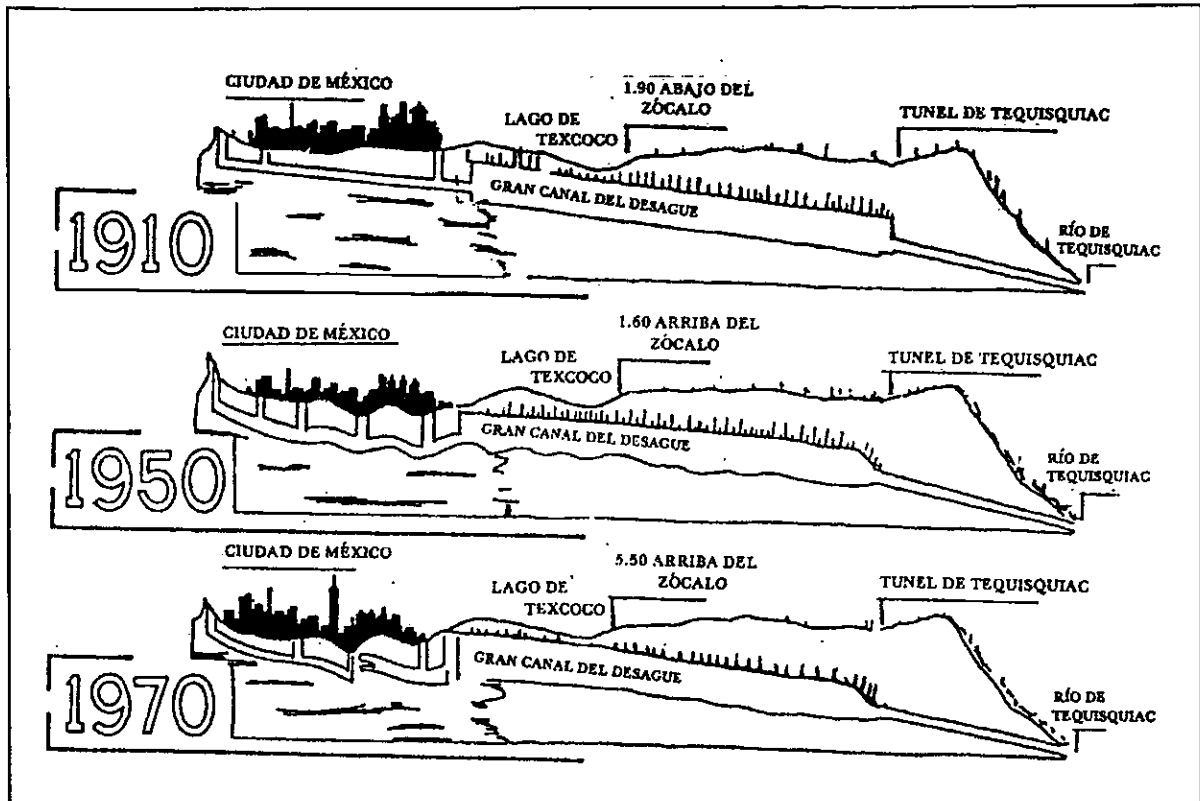 CIUDAD DE MÉXICO
1.90 ABAJO DEL
ZÓCALO
LAGO DE
TEXCOCO
TUNEL DE TEQUISQUIAC
GRAN CANAL DEL DESAGUE
RÍO DE
TEQUISQUIAC
1910
CIUDAD DE MÉXICO
1.60 ARRIBA DEL
ZÓCALO
LAGO DE
TEXCOCO
TUNEL DE TEQUISQUIAC
GRAN CANAL DEL DESAGUE
RÍO DE
TEQUISQUIAC
1950
CIUDAD DE MÉXICO
5.50 ARRIBA DEL
ZÓCALO
LAGO DE
TEXCOCO
TUNEL DE TEQUISQUIAC
GRAN CANAL DEL DESAGUE
RÍO DE
TEQUISQUIAC
1970